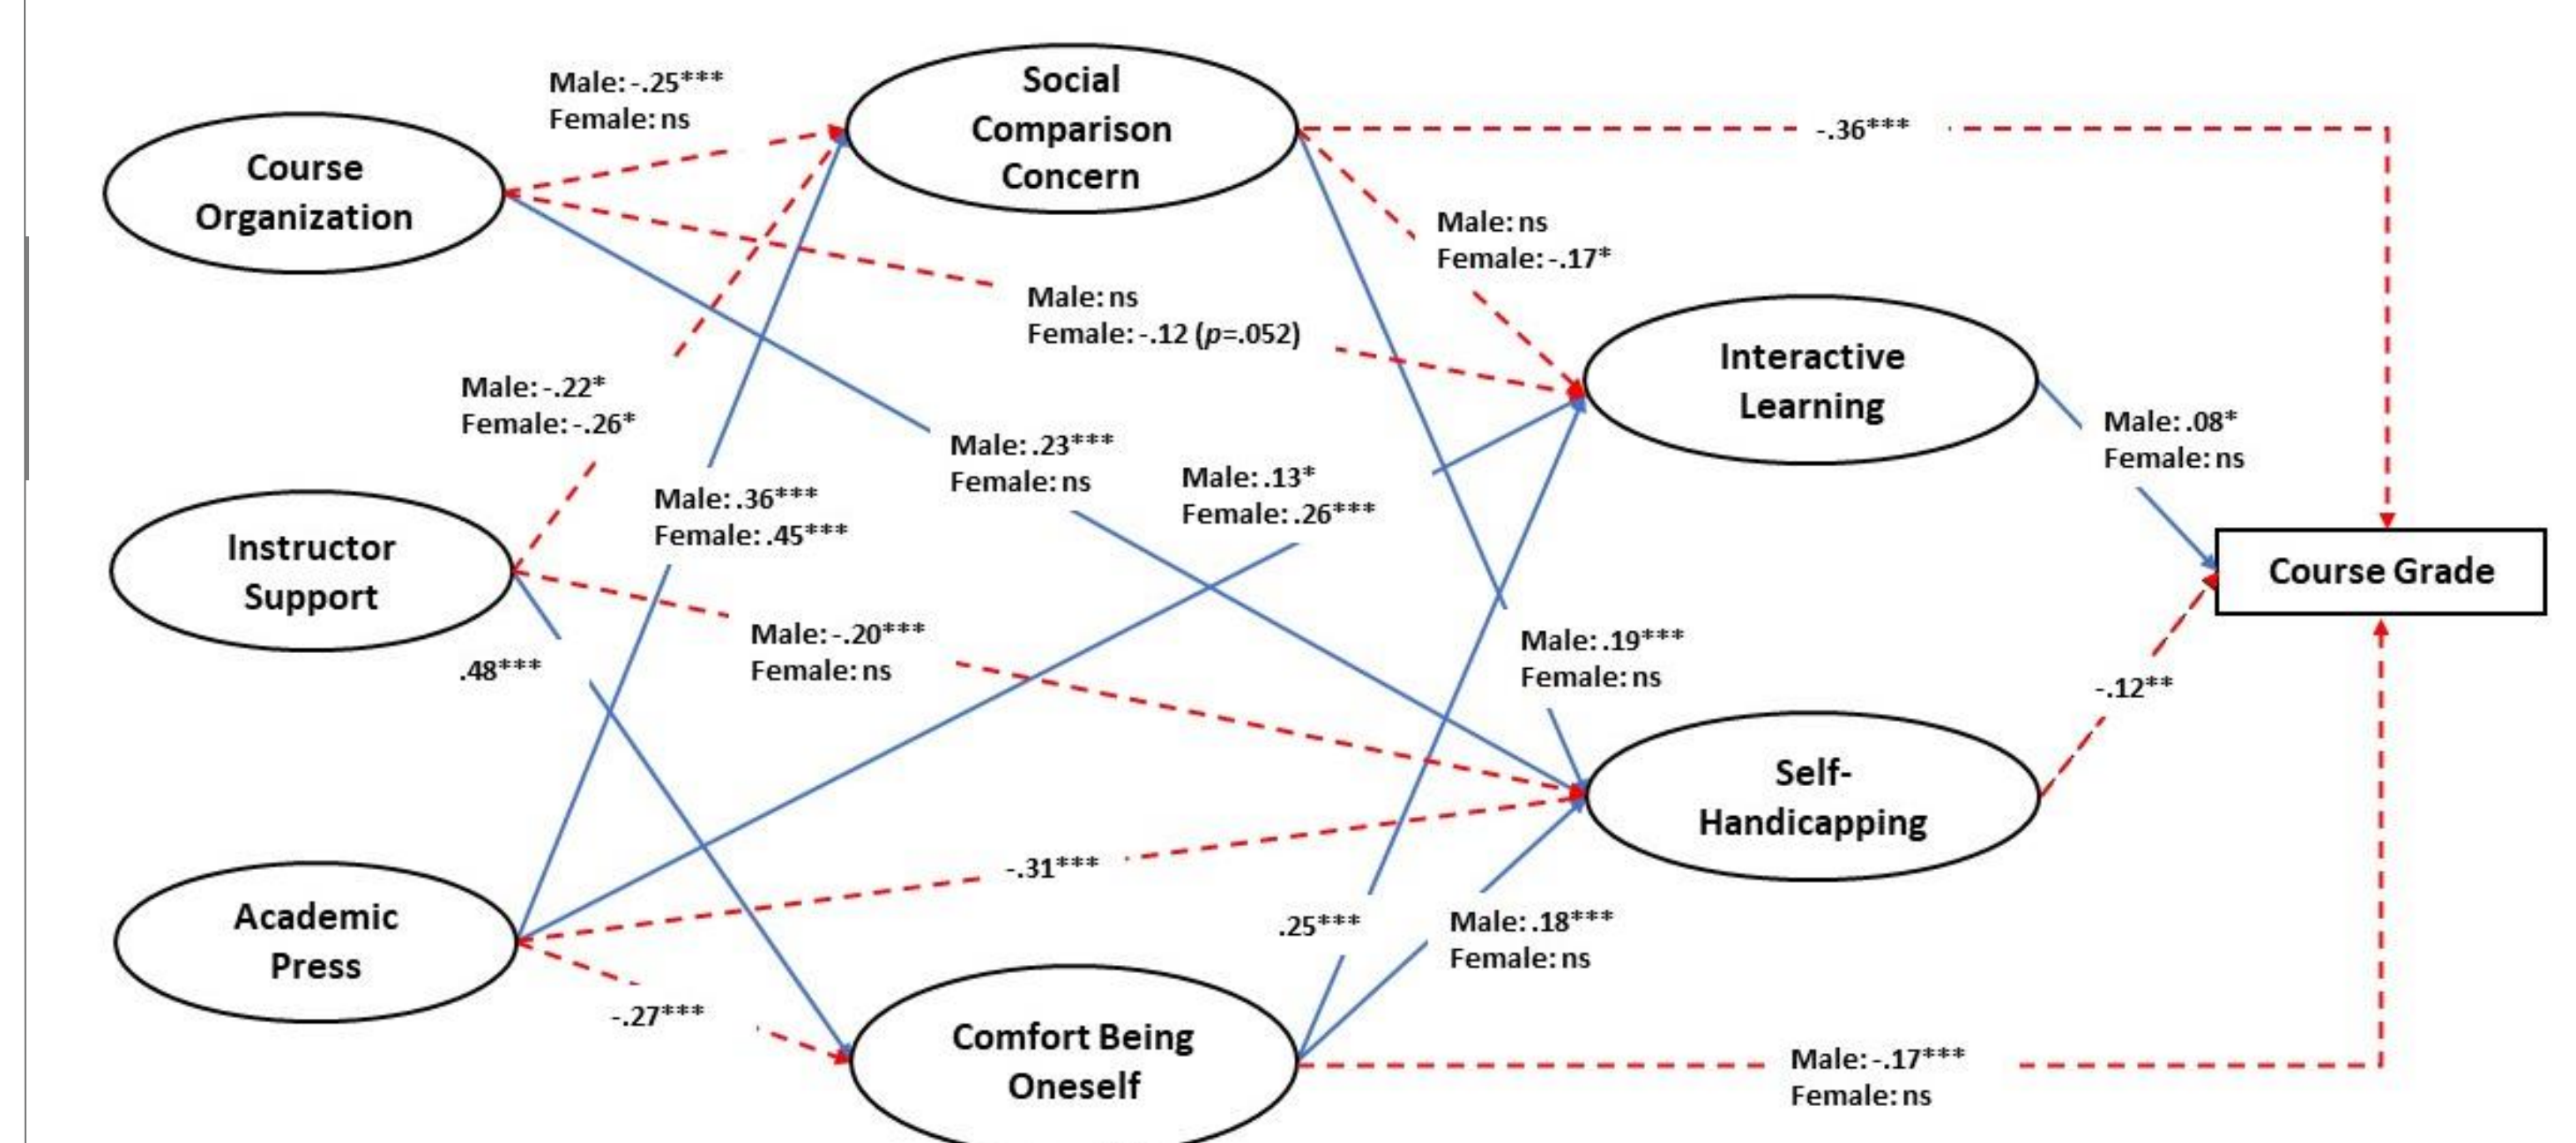 Male: -.25***
Female: ns
Social
Comparison
Concern
-.36***
Course
Organization
Male: ns
Female: -.17*
Male: ns
Female: -.12 (p=.052)
Interactive
Learning
Male: -.22*
Female: -.26*
Male: .23***
Female: ns
Male: .13*
Female: .26***
Male: .08*
Female: ns
Male: .36***
Female: .45***
Instructor
Support
Course Grade
.48***
Male: -.20***
Female: ns
Male: .19***
Female: ns
-.12**
Self-
Handicapping
-.31***
Academic
Press
.25***
Male: .18***
Female: ns
-.27***
Comfort Being
Oneself
Male: -.17***
Female: ns